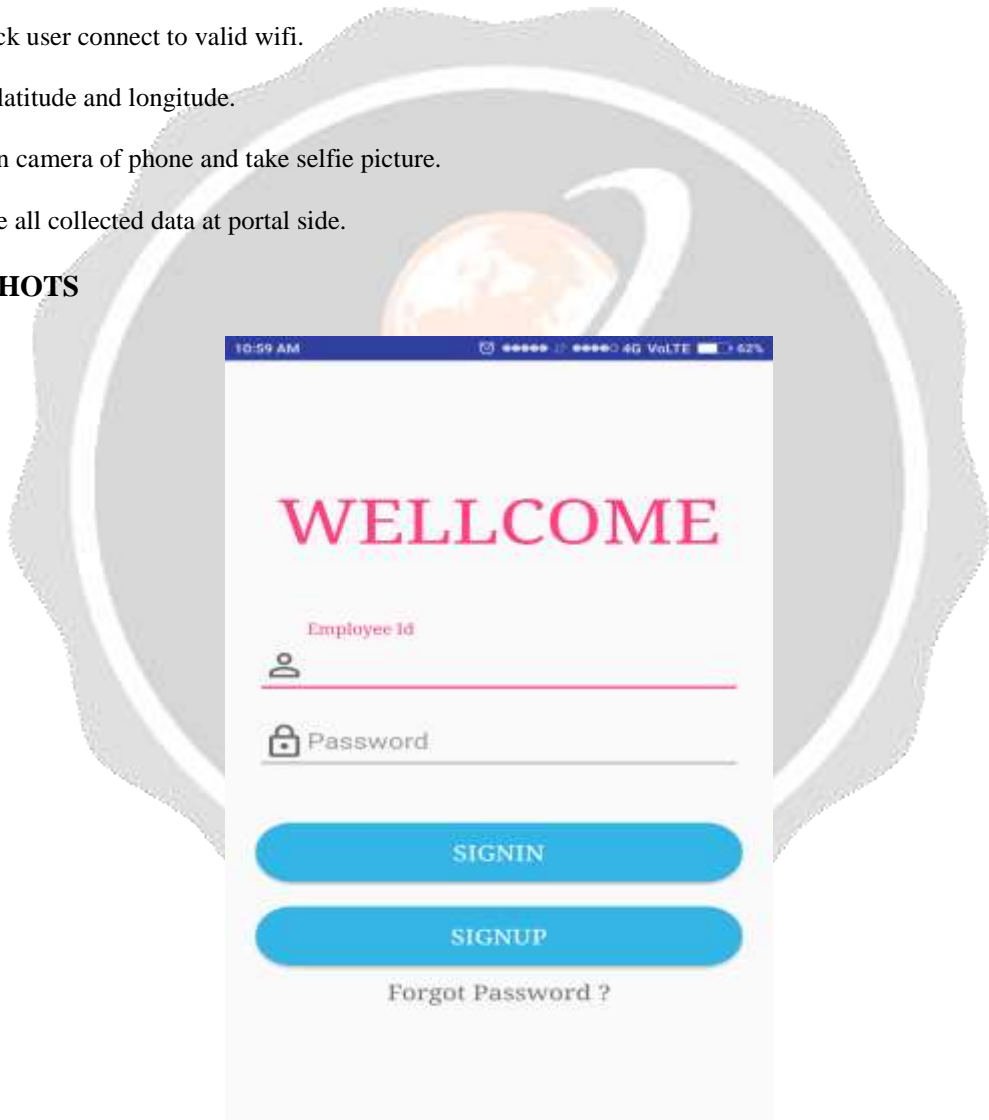 ck user connect to valid wifi.
latitude and longitude.
n camera of phone and take selfie picture.
e all collected data at portal side.
HOTS
10:59 AM 4G VoLTE 62%
WELLCOME
Employee Id
Password
SIGNIN
SIGNUP
Forgot Password ?